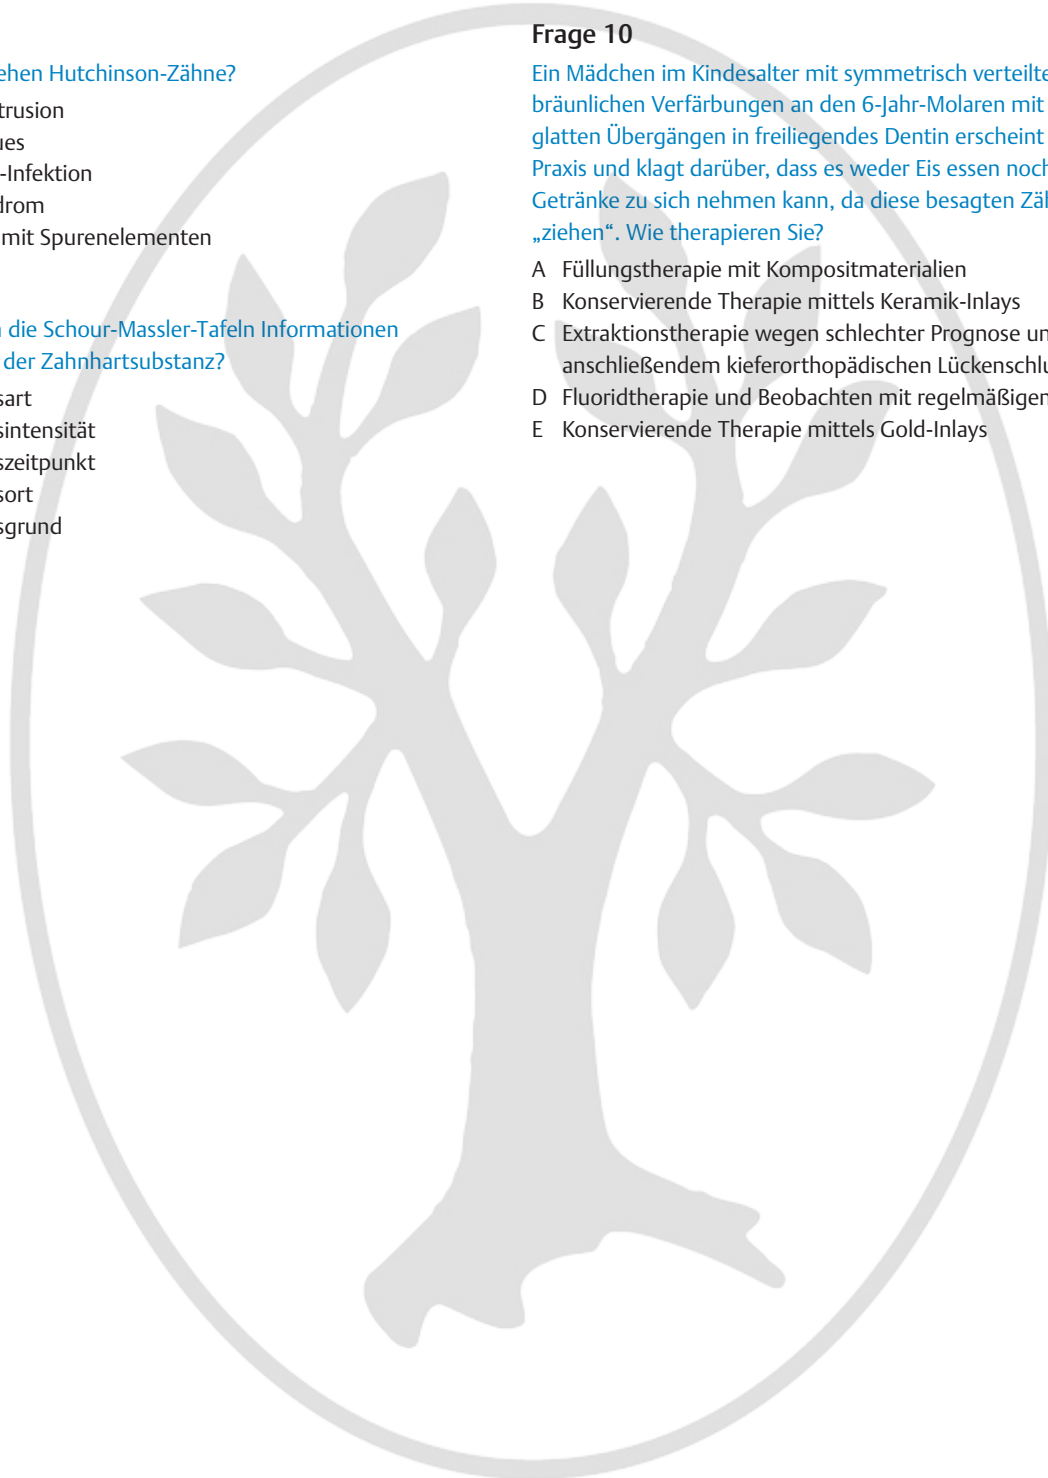 ehen Hutchinson-Zähne?
trusion
ues
-Infektion
drom
mit Spurenelementen
die Schour-Massler-Tafeln Informationen
der Zahnhartsubstanz?
sart
sintensität
szeitpunkt
sort
sgrund
Frage 10
Ein Mädchen im Kindesalter mit symmetrisch verteilte
bräunlichen Verfärbungen an den 6-Jahr-Molaren mit
glatten Übergängen in freiliegendes Dentin erscheint
Praxis und klagt darüber, dass es weder Eis essen noch
Getränke zu sich nehmen kann, da diese besagten Zäh
„ziehen“. Wie therapieren Sie?
A Füllungstherapie mit Kompositmaterialien
B Konservierende Therapie mittels Keramik-Inlays
C Extraktionstherapie wegen schlechter Prognose un
anschließendem kieferorthopädischen Lückenschlu
D Fluoridtherapie und Beobachten mit regelmäßigen
E Konservierende Therapie mittels Gold-Inlays